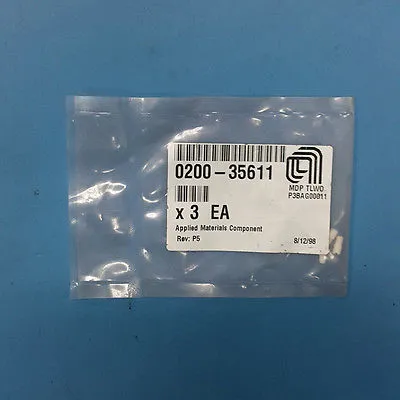 0200-35611
MDP TLWD
P3BAG00011
x 3 EA
Applied Materials Component
Rev: P5
8/12/98